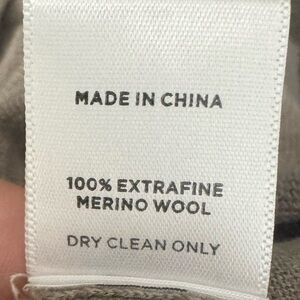 MADE IN CHINA
100% EXTRAFINE
MERINO WOOL
DRY CLEAN ONLY